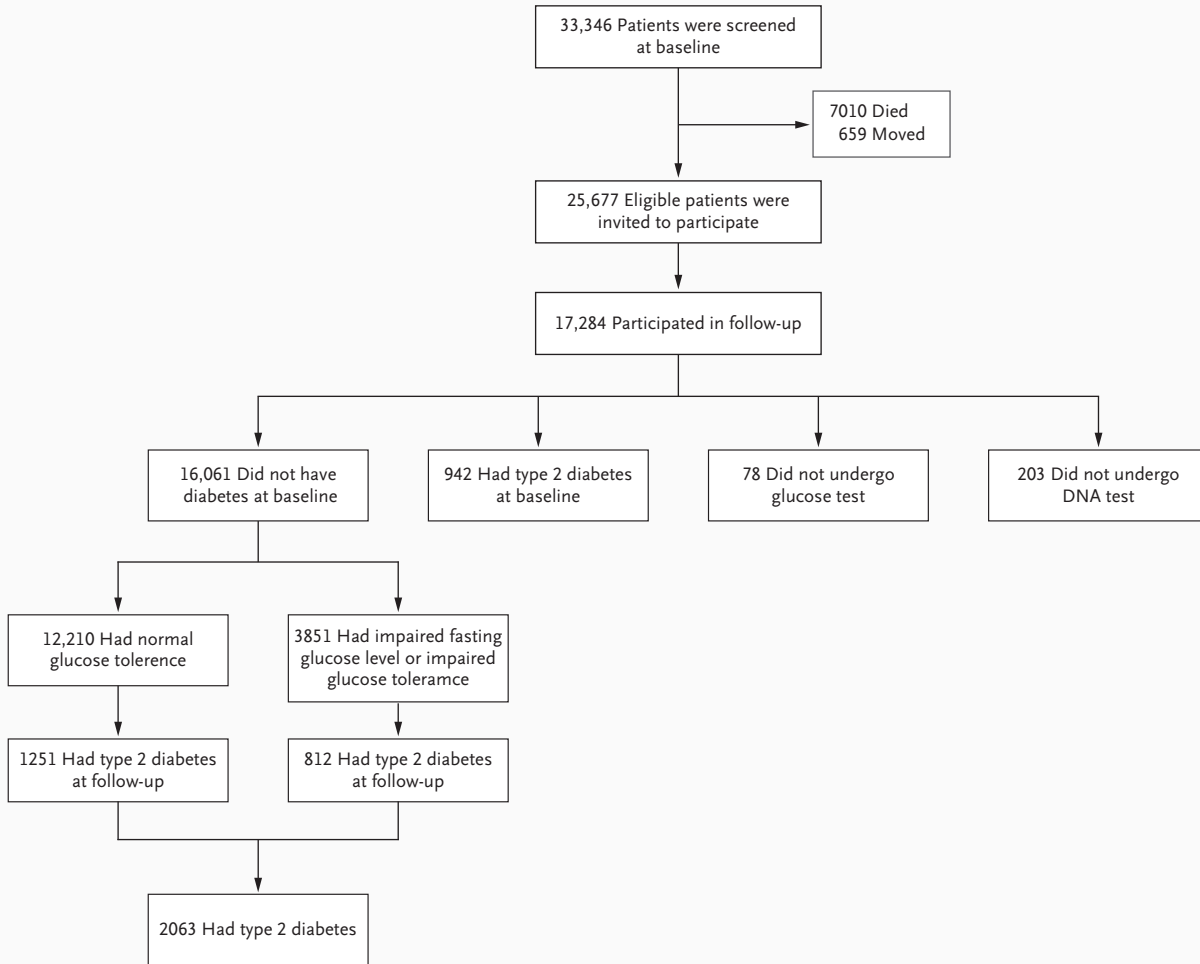 33,346 Patients were screened
at baseline
7010 Died
659 Moved
25,677 Eligible patients were
invited to participate
17,284 Participated in follow-up
16,061 Did not have
diabetes at baseline
942 Had type 2 diabetes
at baseline
78 Did not undergo
glucose test
203 Did not undergo
DNA test
12,210 Had normal
glucose tolerence
3851 Had impaired fasting
glucose level or impaired
glucose toleramce
1251 Had type 2 diabetes
at follow-up
812 Had type 2 diabetes
at follow-up
2063 Had type 2 diabetes